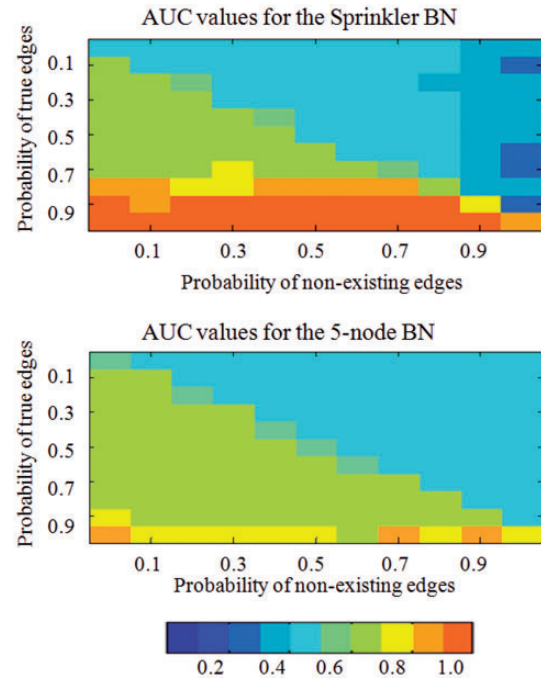 AUC values for the Sprinkler BN
Probability of true edges
0.1
0.3
0.5
0.7
0.9
0.1 0.3 0.5 0.7 0.9
Probability of non-existing edges
AUC values for the 5-node BN
Probability of true edges
0.1
0.3
0.5
0.7
0.9
0.1 0.3 0.5 0.7 0.9
Probability of non-existing edges
0.2 0.4 0.6 0.8 1.0